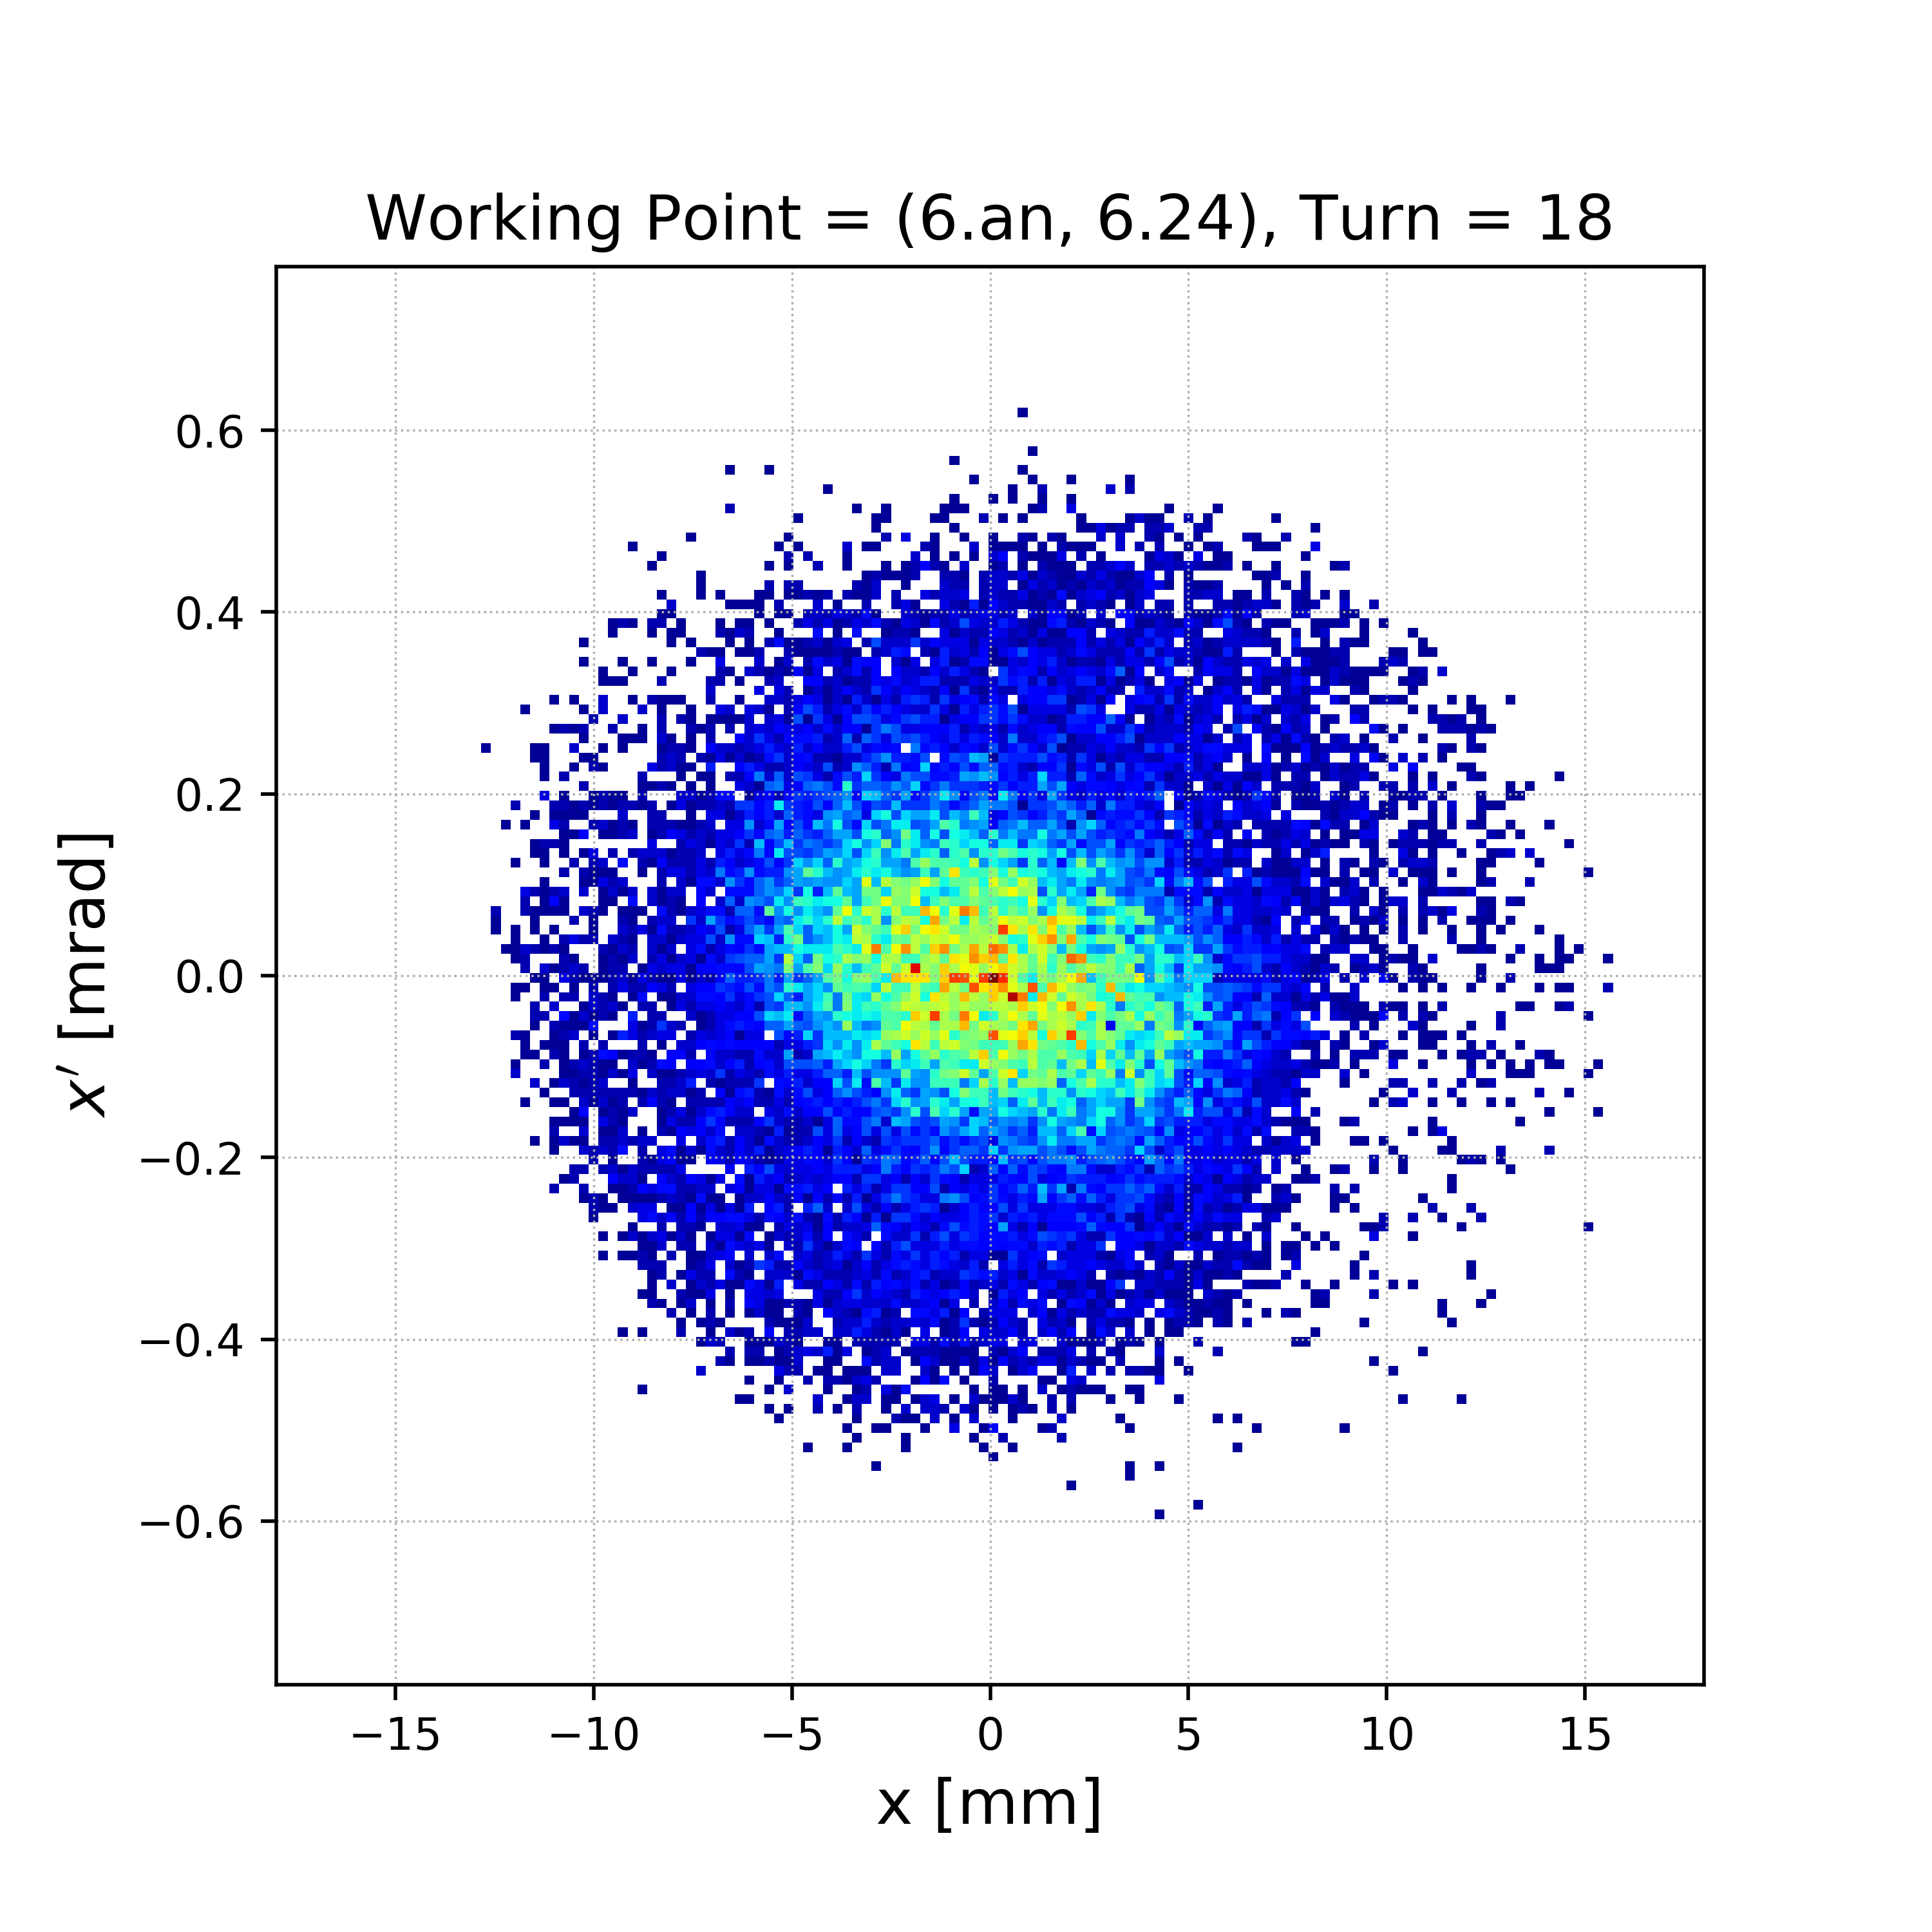 Working Point = (6.an, 6.24), Turn = 18
0.6
0.4
0.2
0.0
−0.2
−0.4
−0.6
x′ [mrad]
−15 −10 −5 0 5 10 15
x [mm]